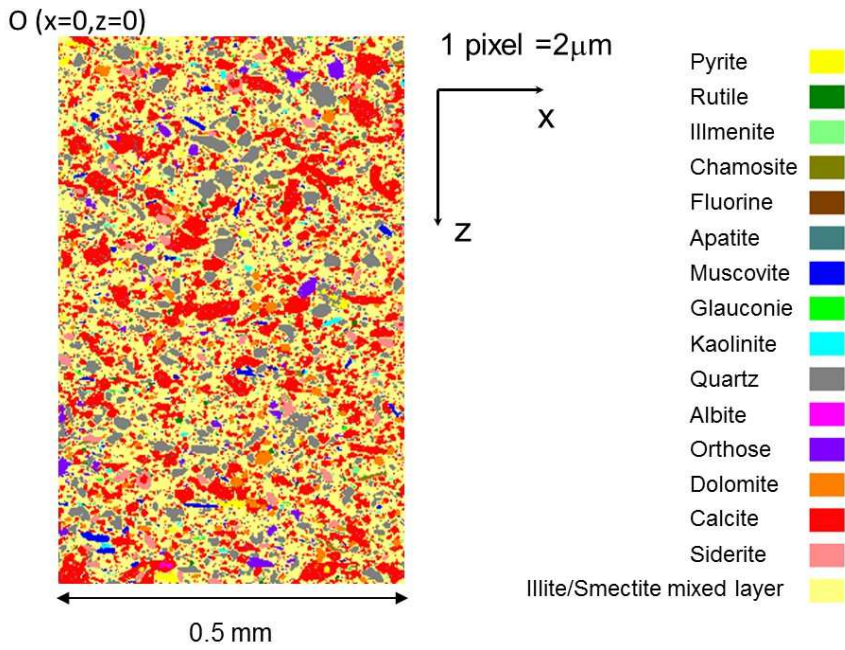 O (x=0,z=0)
1 pixel =2μm
x
z
Pyrite
Rutile
Illmenite
Chamosite
Fluorine
Apatite
Muscovite
Glauconie
Kaolinite
Quartz
Albite
Orthose
Dolomite
Calcite
Siderite
Illite/Smectite mixed layer
0.5 mm